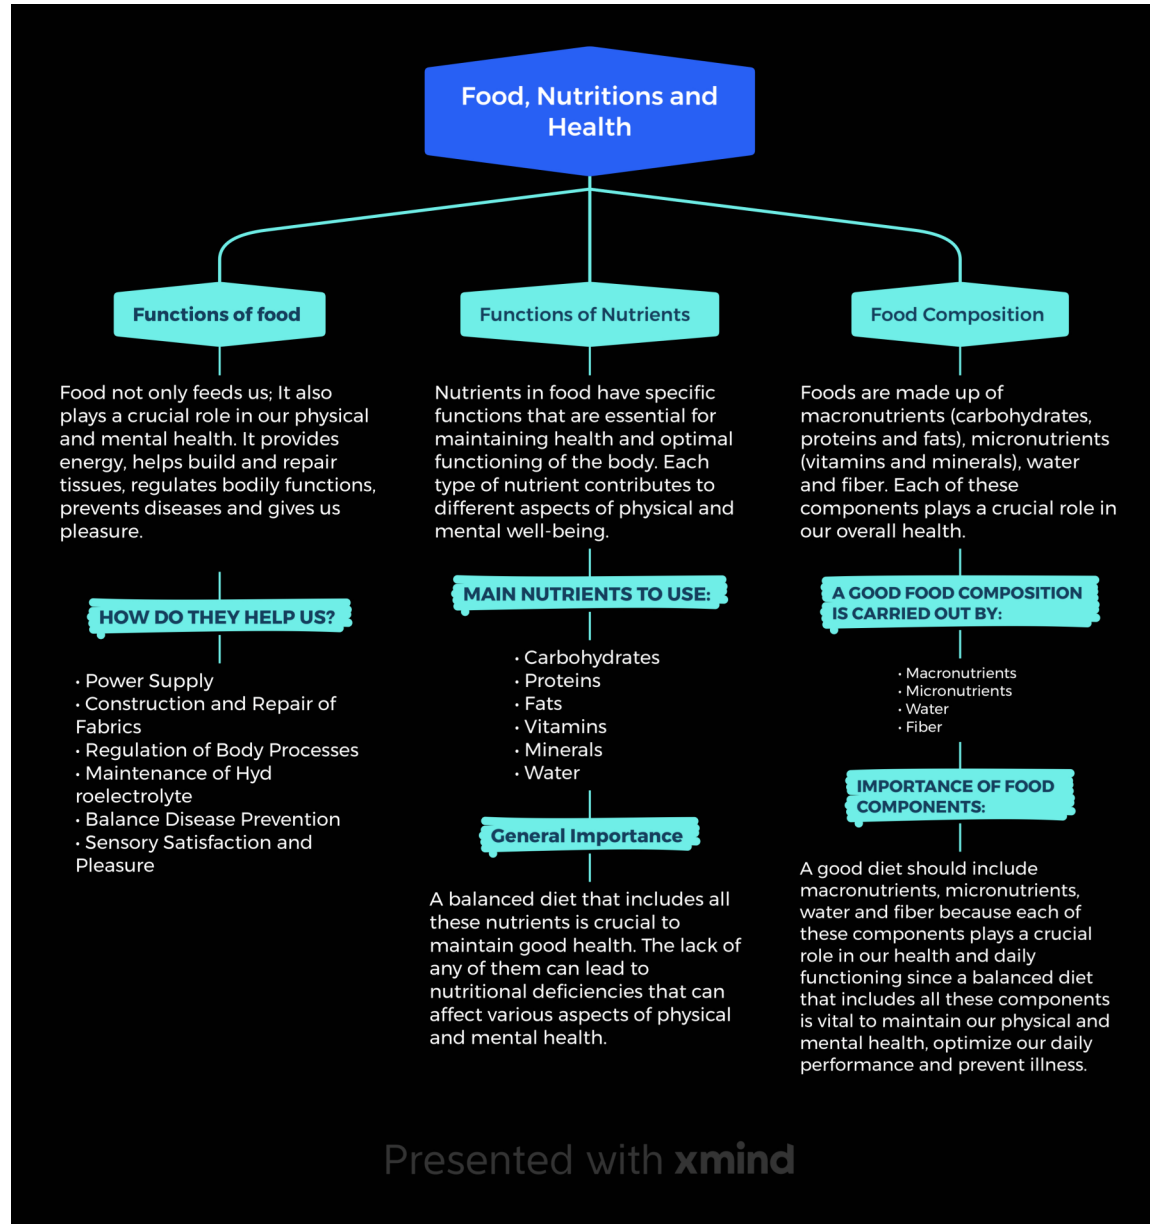 Food, Nutritions and
Health
Functions of food
Food not only feeds us; It also
plays a crucial role in our physical
and mental health. It provides
energy, helps build and repair
tissues, regulates bodily functions,
prevents diseases and gives us
pleasure.
HOW DO THEY HELP US?
• Power Supply
• Construction and Repair of
Fabrics
• Regulation of Body Processes
• Maintenance of Hyd
roelectrolyte
• Balance Disease Prevention
• Sensory Satisfaction and
Pleasure
Functions of Nutrients
Nutrients in food have specific
functions that are essential for
maintaining health and optimal
functioning of the body. Each
type of nutrient contributes to
different aspects of physical and
mental well-being.
MAIN NUTRIENTS TO USE:
• Carbohydrates
• Proteins
• Fats
• Vitamins
• Minerals
• Water
General Importance
A balanced diet that includes all
these nutrients is crucial to
maintain good health. The lack of
any of them can lead to
nutritional deficiencies that can
affect various aspects of physical
and mental health.
Food Composition
Foods are made up of
macronutrients (carbohydrates,
proteins and fats), micronutrients
(vitamins and minerals), water
and fiber. Each of these
components plays a crucial role in
our overall health.
A GOOD FOOD COMPOSITION
IS CARRIED OUT BY:
• Macronutrients
• Micronutrients
• Water
• Fiber
IMPORTANCE OF FOOD
COMPONENTS:
A good diet should include
macronutrients, micronutrients,
water and fiber because each of
these components plays a crucial
role in our health and daily
functioning since a balanced diet
that includes all these components
is vital to maintain our physical and
mental health, optimize our daily
performance and prevent illness.
Presented with xmind